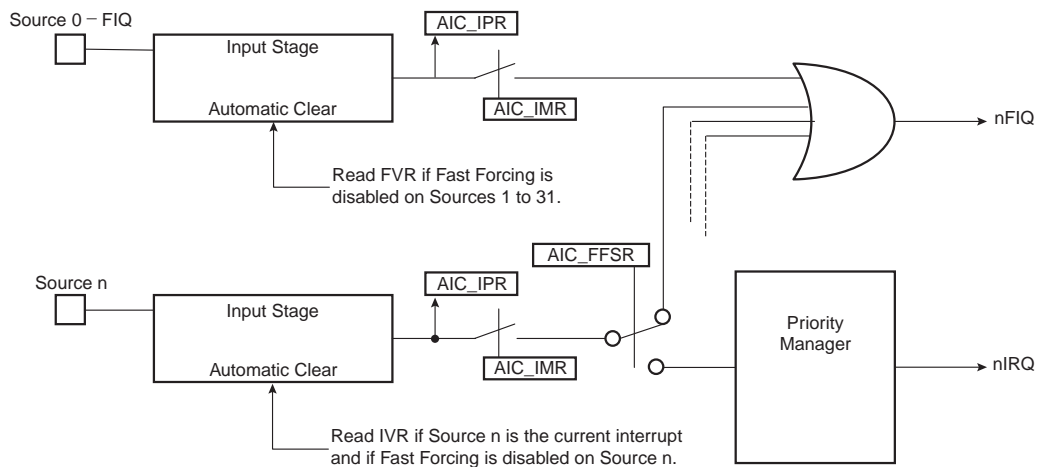 Source 0 – FIQ
AIC_IPR
Input Stage
Automatic Clear
AIC_IMR
nFIQ
Read FVR if Fast Forcing is
disabled on Sources 1 to 31.
AIC_FFSR
Source n
AIC_IPR
Input Stage
Priority
Manager
Automatic Clear
AIC_IMR
nIRQ
Read IVR if Source n is the current interrupt
and if Fast Forcing is disabled on Source n.